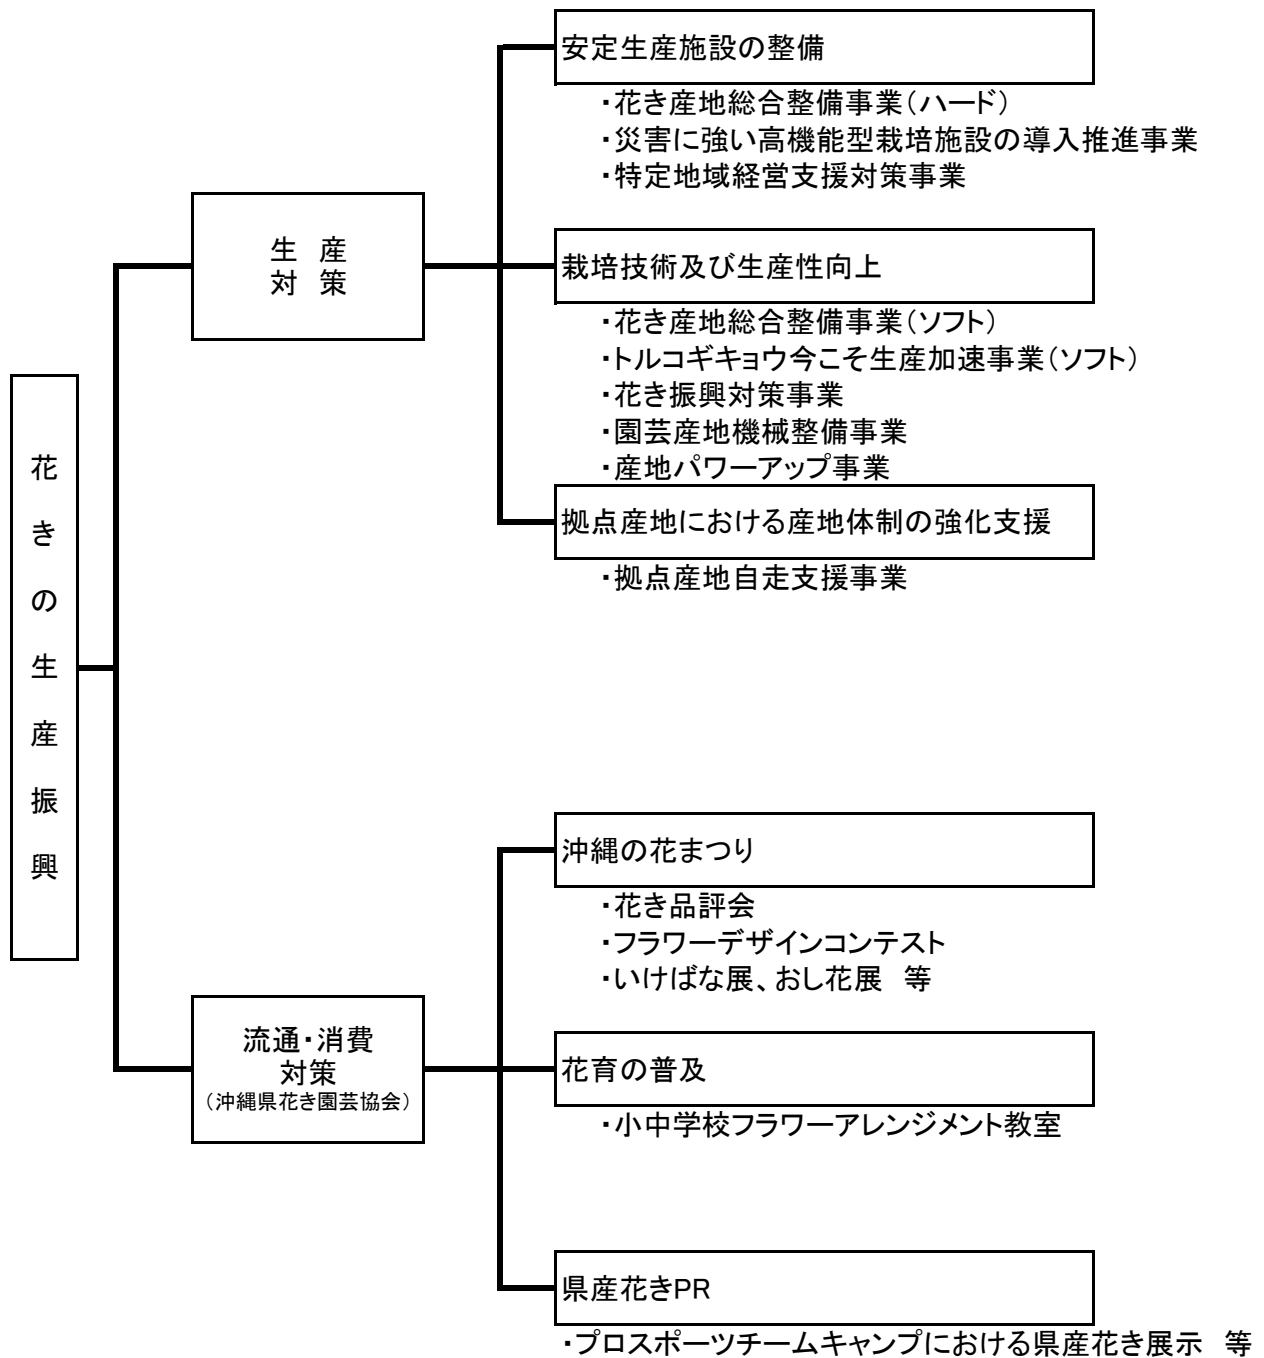 花きの生産振興
生　産
対　策
安定生産施設の整備
・花き産地総合整備事業（ハード）
・災害に強い高機能型栽培施設の導入推進事業
・特定地域経営支援対策事業
栽培技術及び生産性向上
・花き産地総合整備事業（ソフト）
・トルコギキョウ今こそ生産加速事業（ソフト）
・花き振興対策事業
・園芸産地機械整備事業
・産地パワーアップ事業
拠点産地における産地体制の強化支援
・拠点産地自走支援事業
流通・消費
対策
（沖縄県花き園芸協会）
沖縄の花まつり
・花き品評会
・フラワーデザインコンテスト
・いけばな展、おし花展　等
花育の普及
・小中学校フラワーアレンジメント教室
県産花きPR
・プロスポーツチームキャンプにおける県産花き展示　等